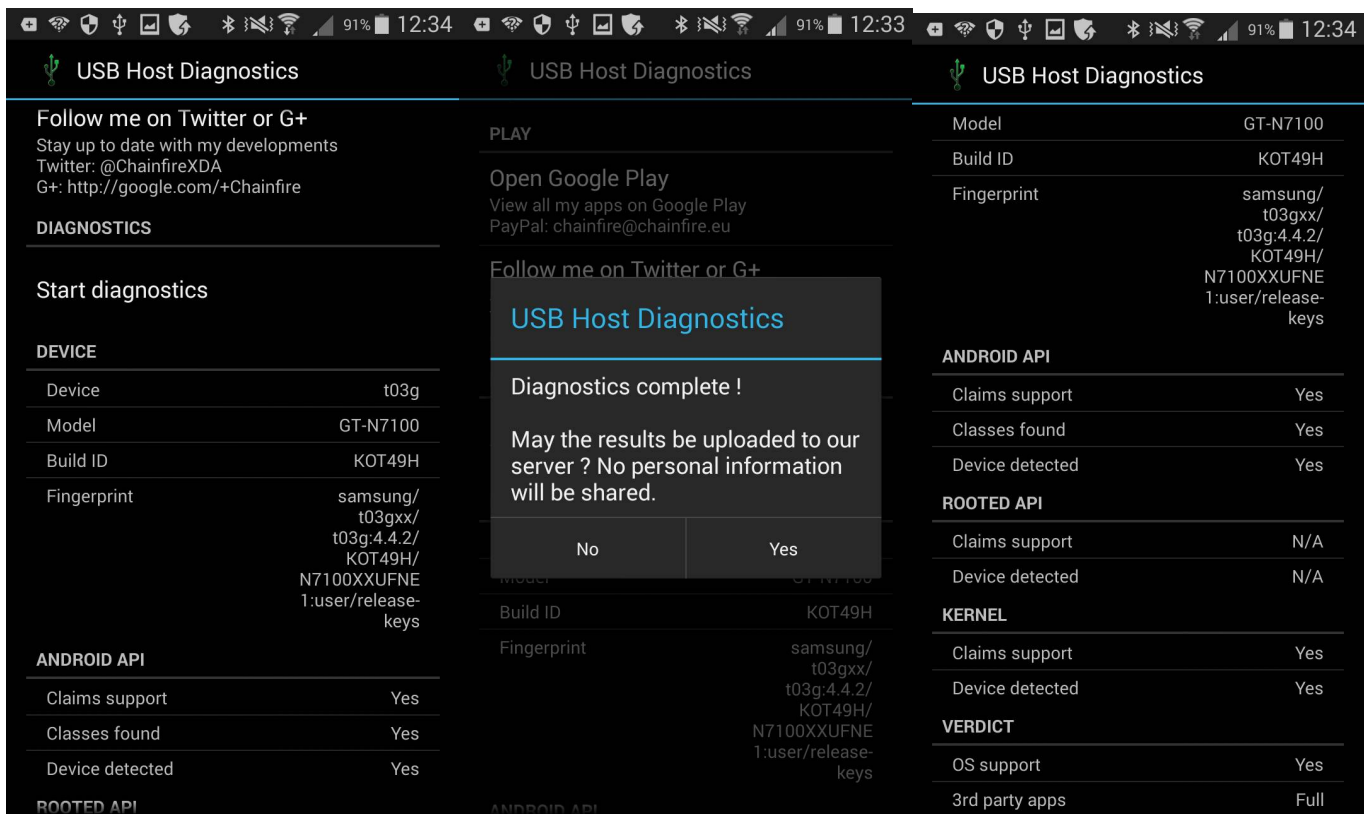 91% 12:34
USB Host Diagnostics
Follow me on Twitter or G+
Stay up to date with my developments
Twitter: @ChainfireXDA
G+: http://google.com/+Chainfire
DIAGNOSTICS
Start diagnostics
DEVICE
Device t03g
Model GT-N7100
Build ID KOT49H
Fingerprint samsung/
t03gxx/
t03g:4.4.2/
KOT49H/
N7100XXUFNE
1:user/release-
keys
ANDROID API
Claims support Yes
Classes found Yes
Device detected Yes
ROOTED API
91% 12:33
USB Host Diagnostics
PLAY
Open Google Play
View all my apps on Google Play
PayPal: chainfire@chainfire.eu
Follow me on Twitter or G+
USB Host Diagnostics
Diagnostics complete !
May the results be uploaded to our
server ? No personal information
will be shared.
No Yes
Model GT-N7100
Build ID KOT49H
Fingerprint samsung/
t03gxx/
t03g:4.4.2/
KOT49H/
N7100XXUFNE
1:user/release-
keys
ANDROID API
91% 12:34
USB Host Diagnostics
Model GT-N7100
Build ID KOT49H
Fingerprint samsung/
t03gxx/
t03g:4.4.2/
KOT49H/
N7100XXUFNE
1:user/release-
keys
ANDROID API
Claims support Yes
Classes found Yes
Device detected Yes
ROOTED API
Claims support N/A
Device detected N/A
KERNEL
Claims support Yes
Device detected Yes
VERDICT
OS support Yes
3rd party apps Full